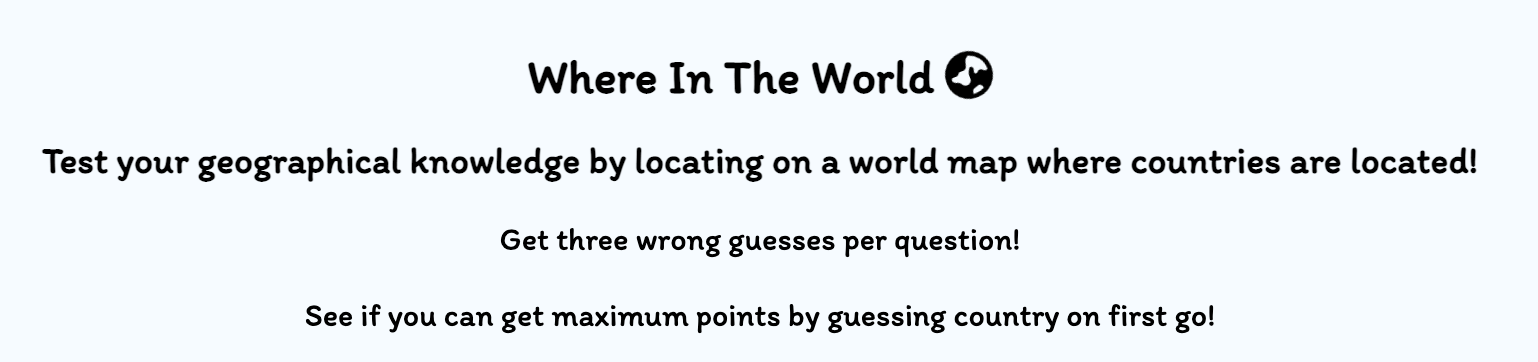 Where In The World
Test your geographical knowledge by locating on a world map where countries are located!
Get three wrong guesses per question!
See if you can get maximum points by guessing country on first go!